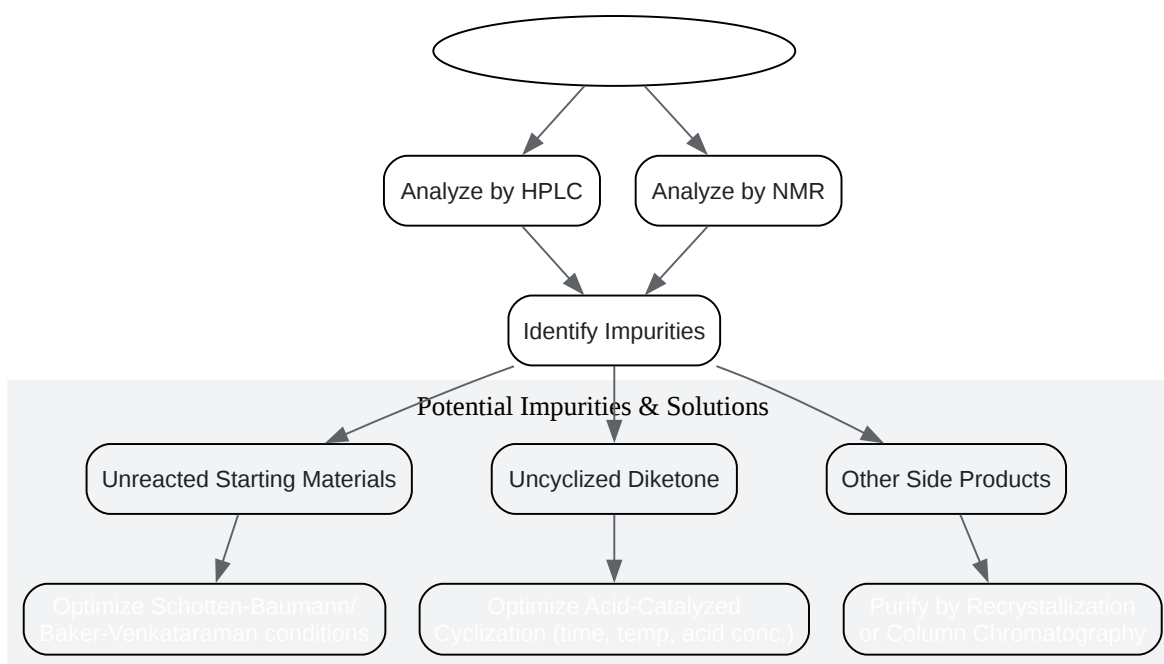 Analyze by HPLC
Analyze by NMR
Identify Impurities
Potential Impurities & Solutions
Unreacted Starting Materials
Uncyclized Diketone
Other Side Products
Optimize Schotten-Baumann/
Baker-Venkataraman conditions
Optimize Acid-Catalyzed
Cyclization (time, temp, acid conc.)
Purify by Recrystallization
or Column Chromatography